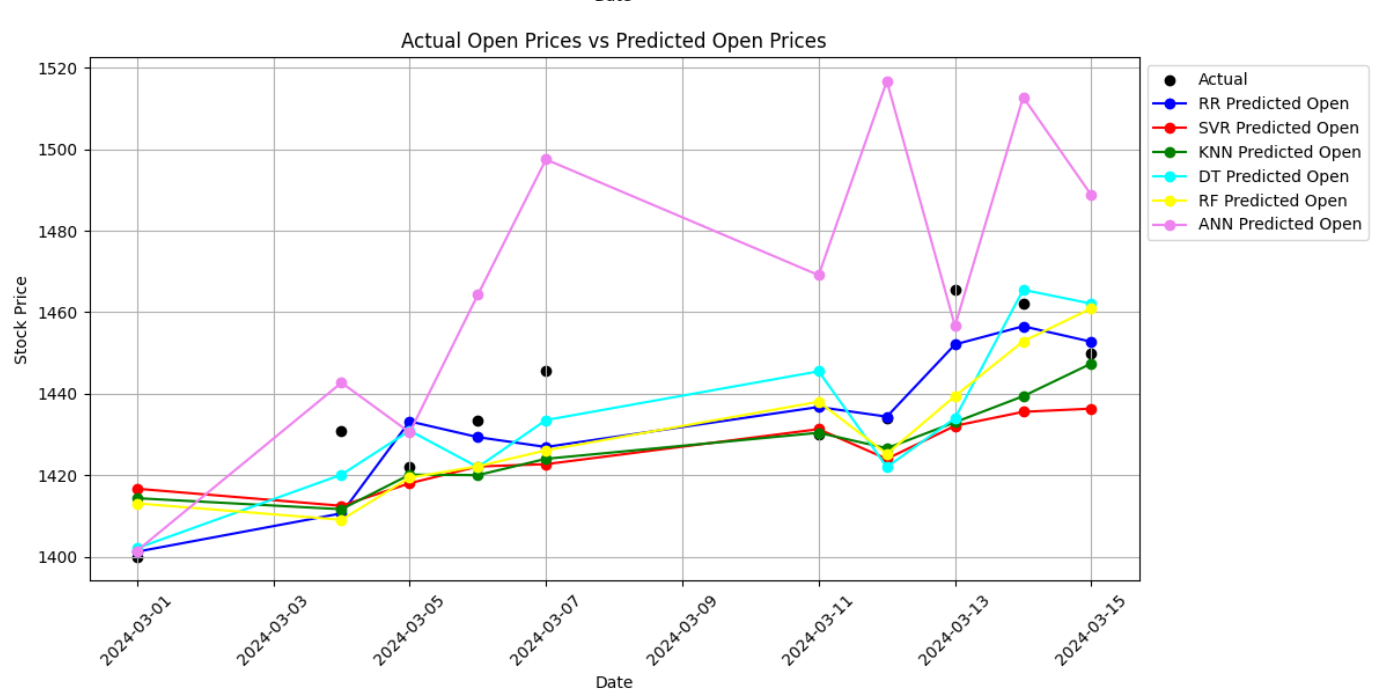 Date
Actual Open Prices vs Predicted Open Prices
1520
1500
1480
1460
1440
1420
1400
Stock Price
2024-03-01
2024-03-03
2024-03-05
2024-03-07
2024-03-09
2024-03-11
2024-03-13
2024-03-15
Date
Actual
RR Predicted Open
SVR Predicted Open
KNN Predicted Open
DT Predicted Open
RF Predicted Open
ANN Predicted Open